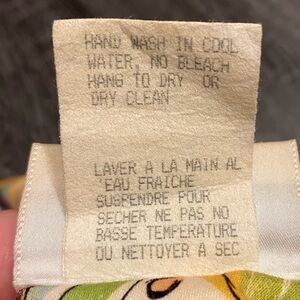 HAND WASH IN COOL
WATER, NO BLEACH
HANG TO DRY OR
DRY CLEAN
LAVER A LA MAIN AL
'EAU FRAICHE
SUSPENDRE POUR
SECHER NE PAS NO
BASSE TEMPERATURE
OU NETTOYER A SEC